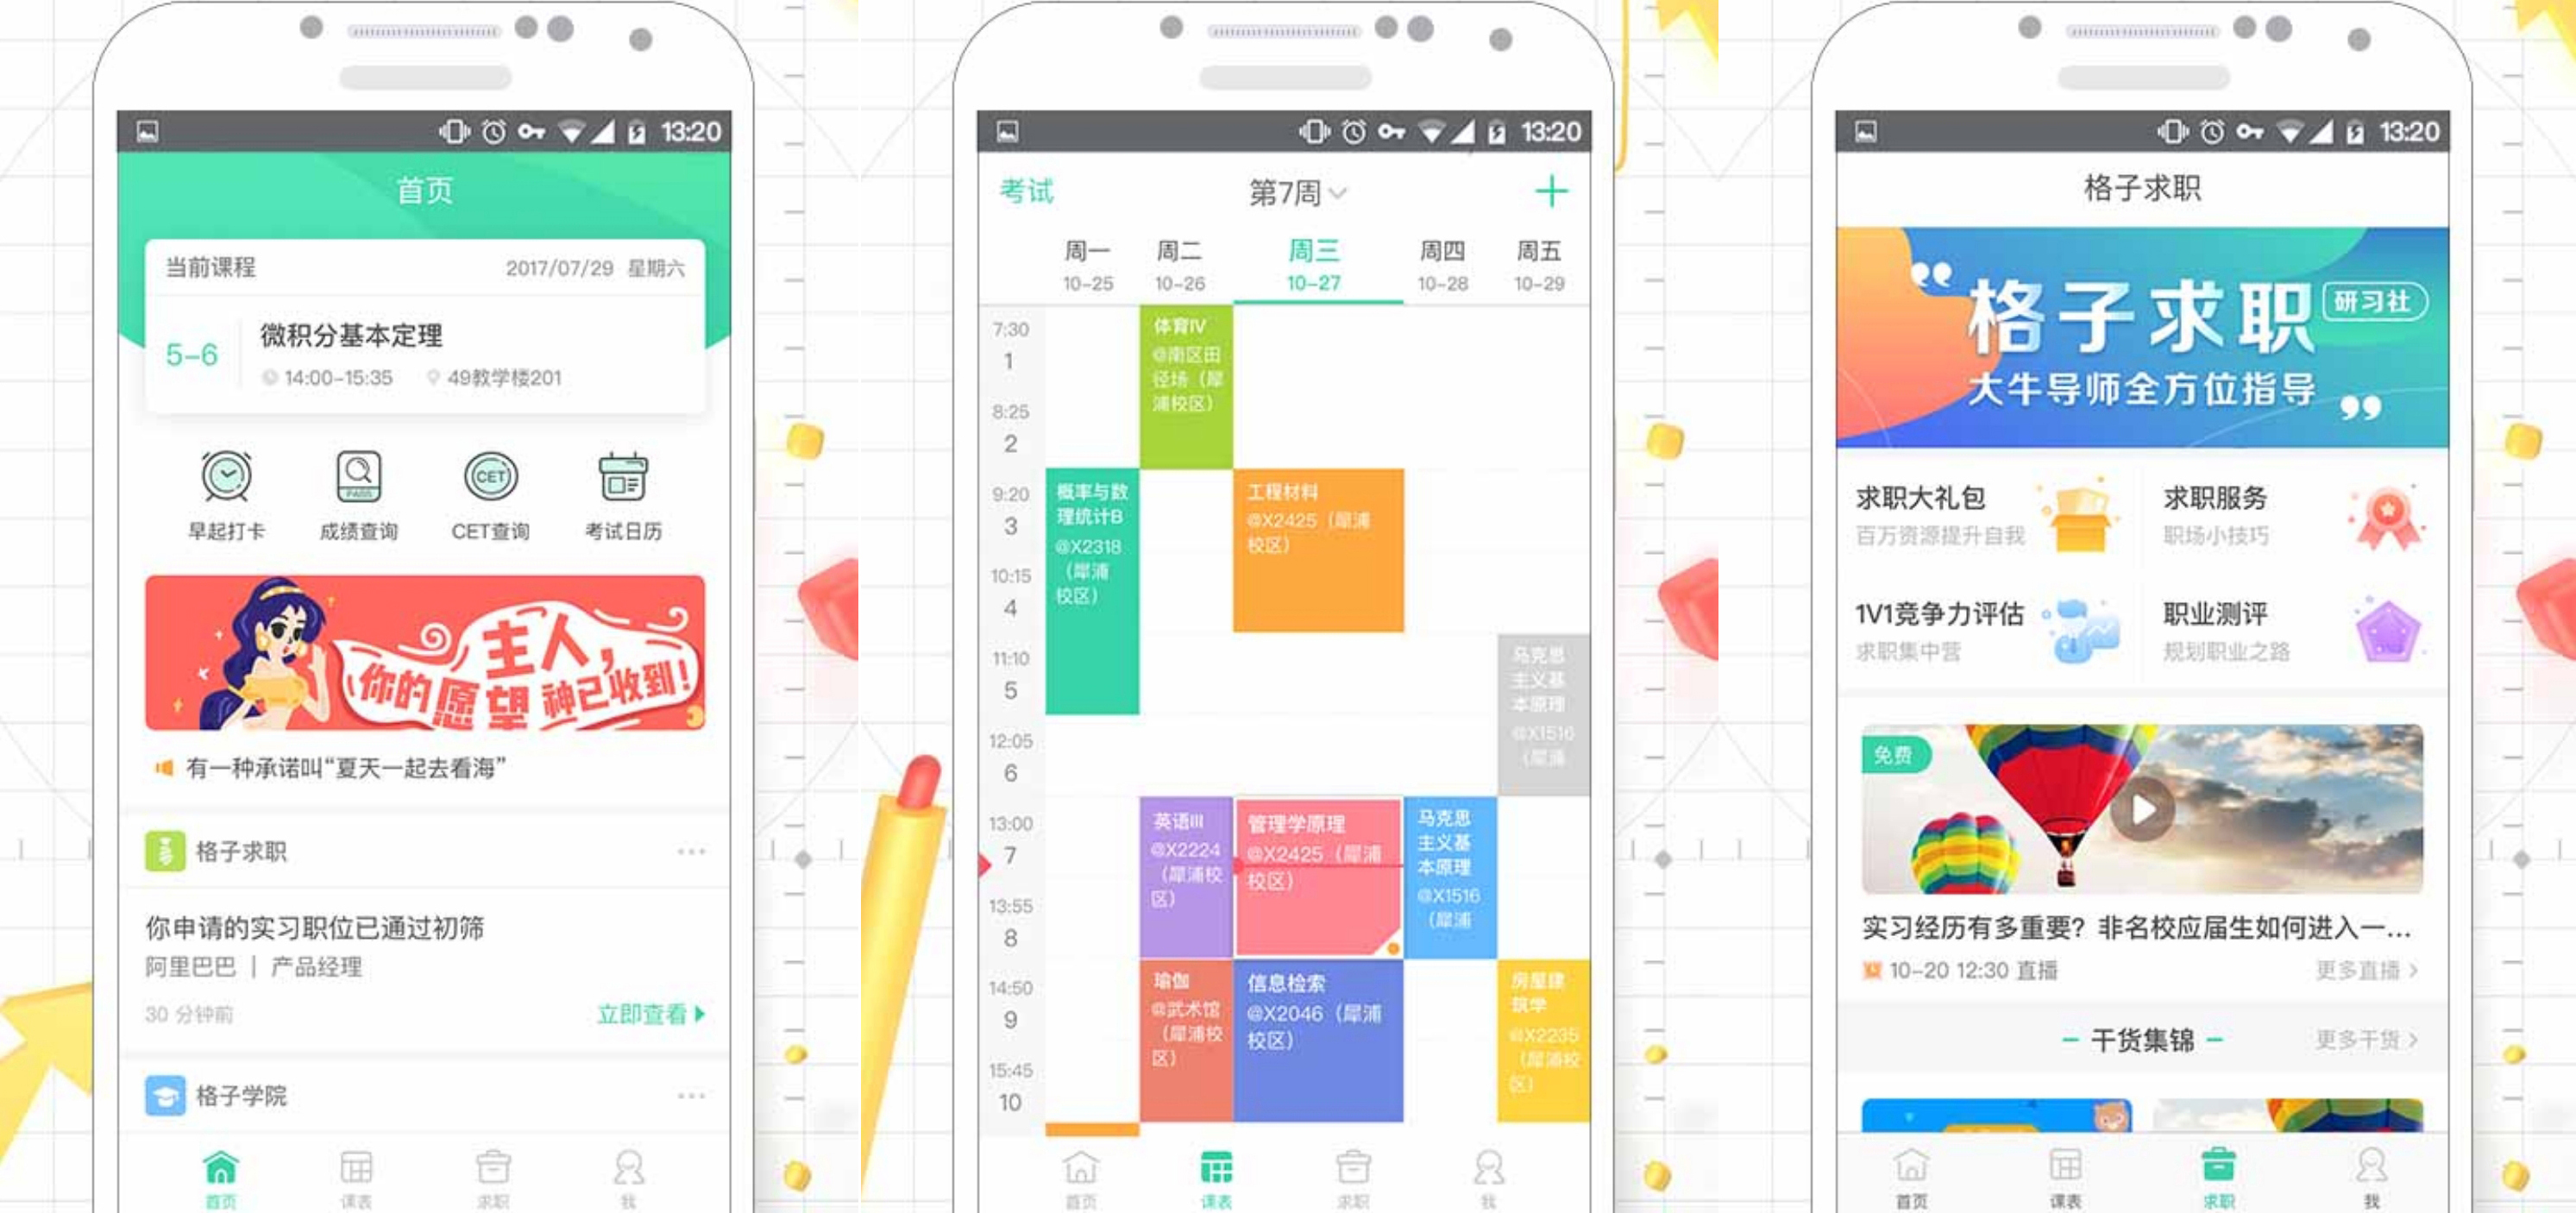 13:20
首页
当前课程 2017/07/29 星期六
5-6
微积分基本定理
14:00-15:35 49教学楼201
PASS
CET
早起打卡 成绩查询 CET查询 考试日历
主人,
你的愿望神已收到!
有一种承诺叫“夏天一起去看海”
格子求职
你申请的实习职位已通过初筛
阿里巴巴 | 产品经理
30 分钟前 立即查看
格子学院
首页 课表 求职 我
13:20
考试 第7周
周一 周二 周三 周四 周五
10-25 10-26 10-27 10-28 10-29
7:30
1
8:25
2
9:20
3
10:15
4
11:10
5
12:05
6
13:00
7
13:55
8
14:50
9
15:45
10
体育IV
@南区田
径场（犀
浦校区）
概率与数
理统计B
@X2318
（犀浦
校区）
工程材料
@X2425（犀浦
校区）
马克思
主义基
本原理
@X1516
（犀浦
英语III
@X2224
（犀浦校
区）
管理学原理
@X2425（犀浦
校区）
马克思
主义基
本原理
@X1516
（犀浦
瑜伽
@武术馆
（犀浦校
区）
信息检索
@X2046（犀浦
校区）
房屋建
筑学
@X2235
（犀浦校
区）
首页 课表 求职 我
13:20
格子求职
格子求职 研习社
大牛导师全方位指导
求职大礼包 求职服务
百万资源提升自我 职场小技巧
1V1竞争力评估 职业测评
求职集中营 规划职业之路
免费
实习经历有多重要？非名校应届生如何进入一...
10-20 12:30 直播 更多直播
干货集锦 更多干货
首页 课表 求职 我